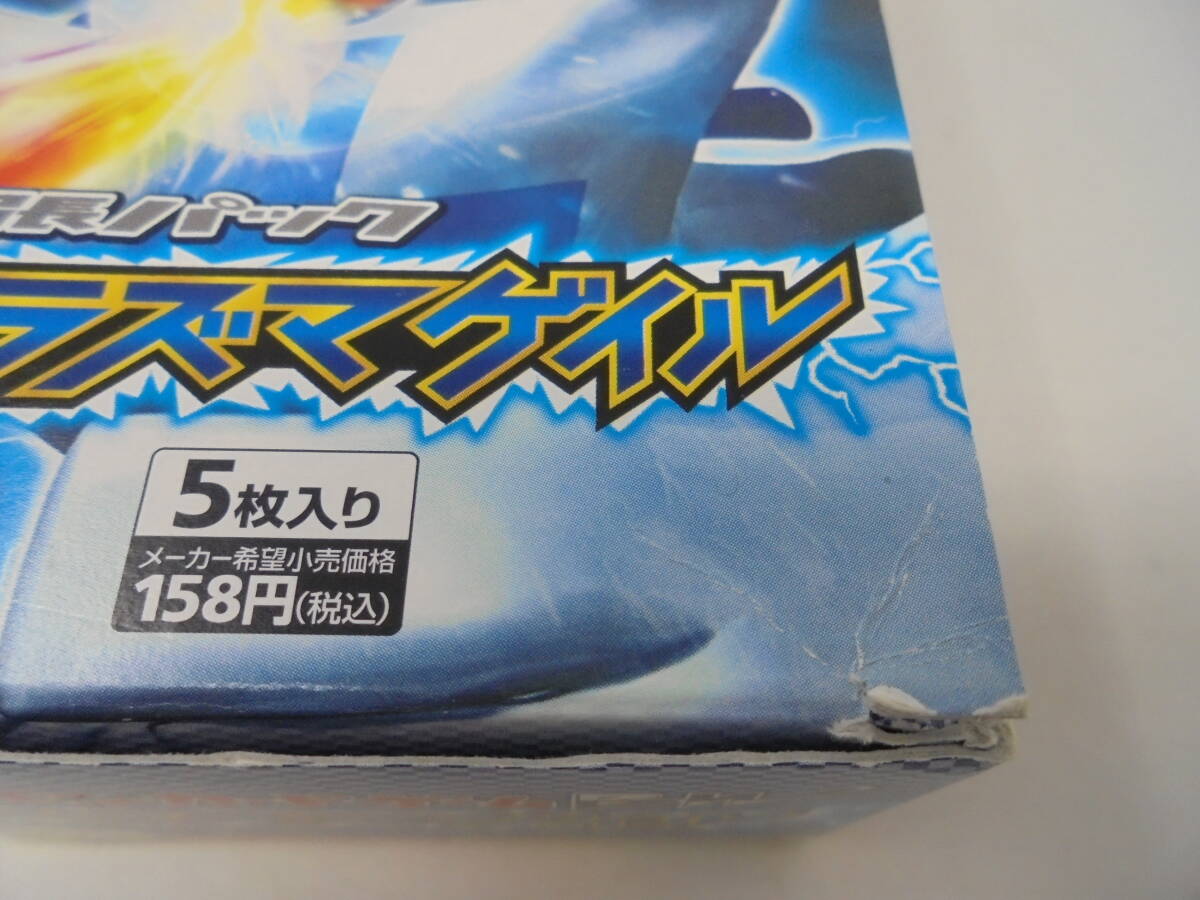 張パック
ラズマゲイル
5枚入り
メーカー希望小売価格
158円(税込)